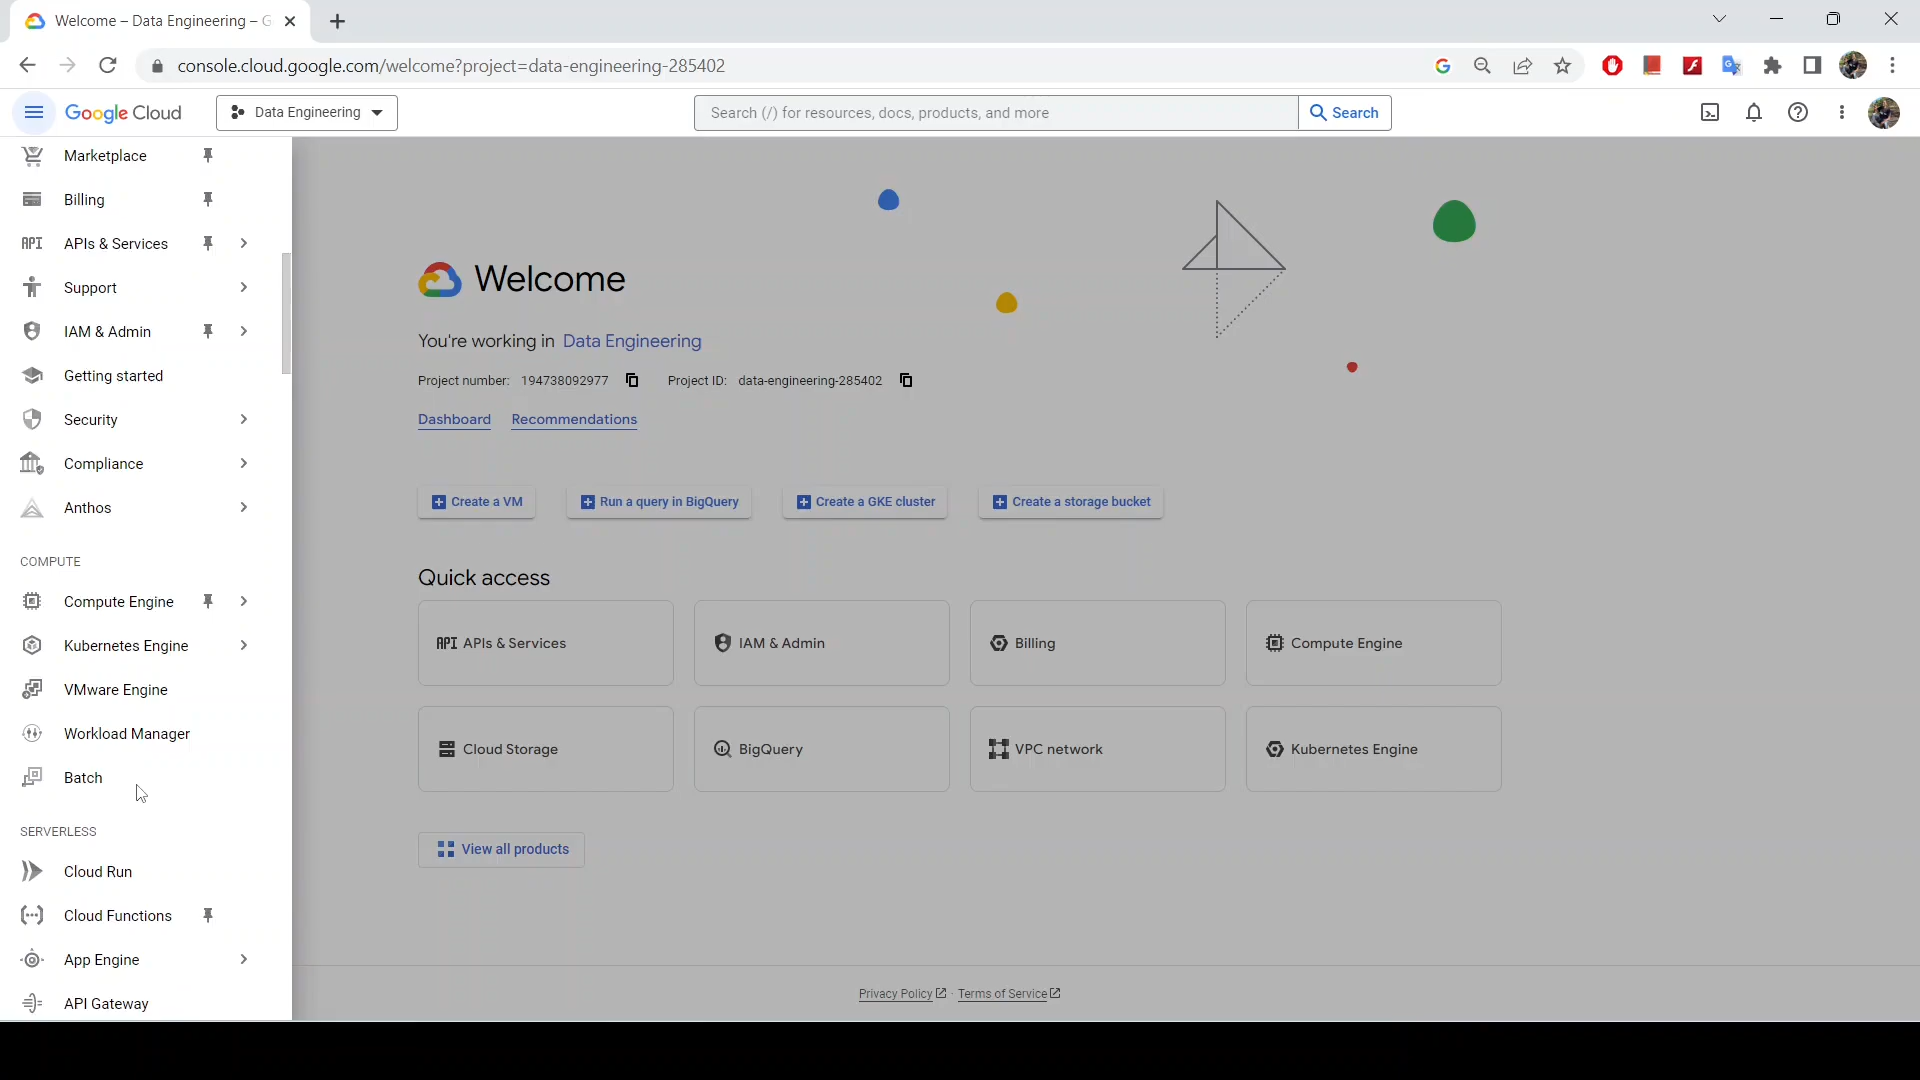 Welcome – Data Engineering – G
console.cloud.google.com/welcome?project=data-engineering-285402
Google Cloud
Data Engineering
Search (/) for resources, docs, products, and more
Search
Marketplace
Billing
API APIs & Services
Support
IAM & Admin
Getting started
Security
Compliance
Anthos
COMPUTE
Compute Engine
Kubernetes Engine
VMware Engine
Workload Manager
Batch
SERVERLESS
Cloud Run
Cloud Functions
App Engine
API Gateway
Welcome
You're working in Data Engineering
Project number: 194738092977 Project ID: data-engineering-285402
Dashboard Recommendations
Create a VM Run a query in BigQuery Create a GKE cluster Create a storage bucket
Quick access
API APIs & Services IAM & Admin Billing Compute Engine
Cloud Storage BigQuery VPC network Kubernetes Engine
View all products
Privacy Policy · Terms of Service